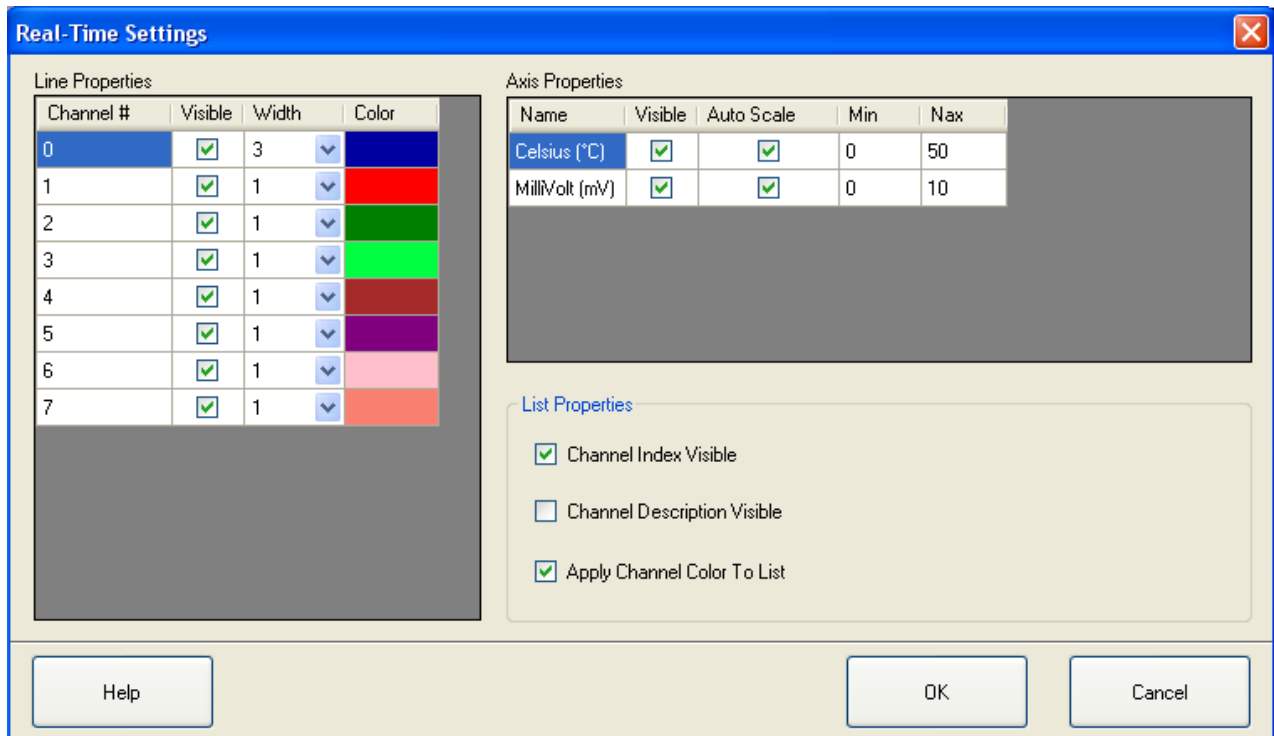 Real-Time Settings
Line Properties
Channel # Visible Width Color
0 3
1 1
2 1
3 1
4 1
5 1
6 1
7 1
Axis Properties
Name Visible Auto Scale Min Nax
Celsius (°C) 0 50
MilliVolt (mV) 0 10
List Properties
Channel Index Visible
Channel Description Visible
Apply Channel Color To List
Help OK Cancel